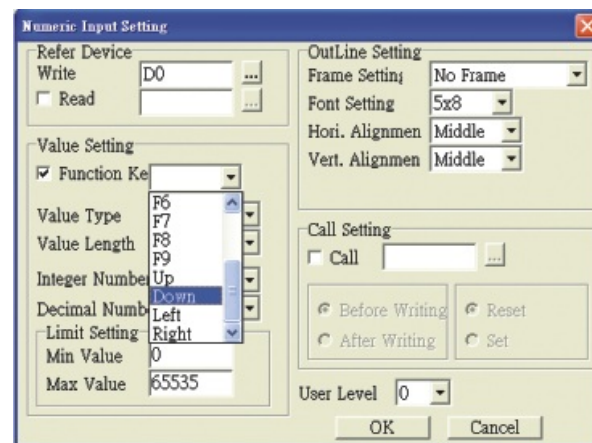 Numeric Input Setting
Refer Device
Write D0 ...
Read ...
Value Setting
Function Ke
F6
F7
F8
F9
Up
Down
Left
Right
Value Type
Value Length
Integer Number
Decimal Numb
Limit Setting
Min Value 0
Max Value 65535
OutLine Setting
Frame Setting No Frame
Font Setting 5x8
Hori. Alignmen Middle
Vert. Alignmen Middle
Call Setting
Call ...
Before Writing
After Writing
Reset
Set
User Level 0
OK Cancel